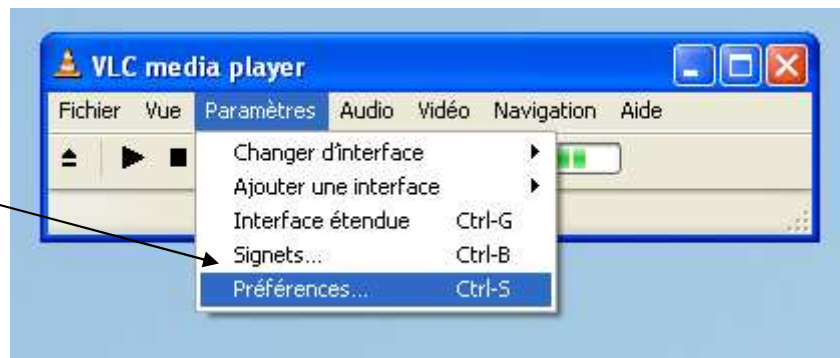 VLC media player
Fichier Vue Paramètres Audio Vidéo Navigation Aide
Changer d'interface
Ajouter une interface
Interface étendue Ctrl-G
Signets... Ctrl-B
Préférences... Ctrl-S